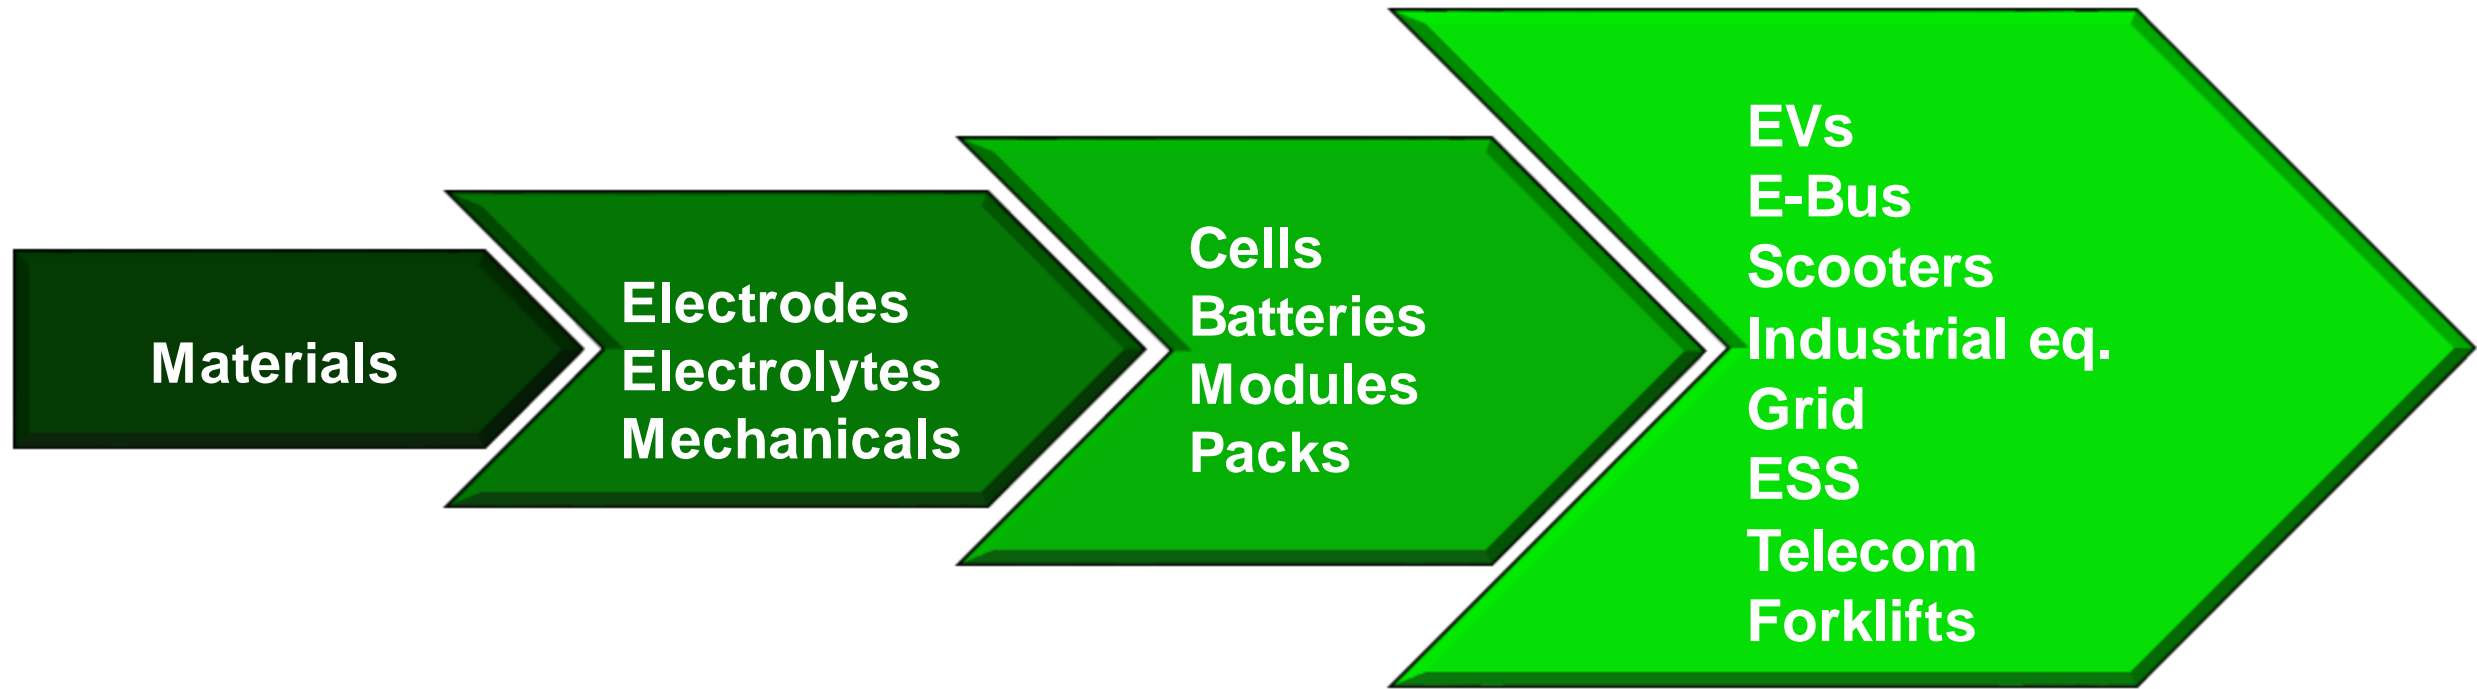 Materials
Electrodes
Electrolytes
Mechanicals
Cells
Batteries
Modules
Packs
EVs
E-Bus
Scooters
Industrial eq.
Grid
ESS
Telecom
Forklifts